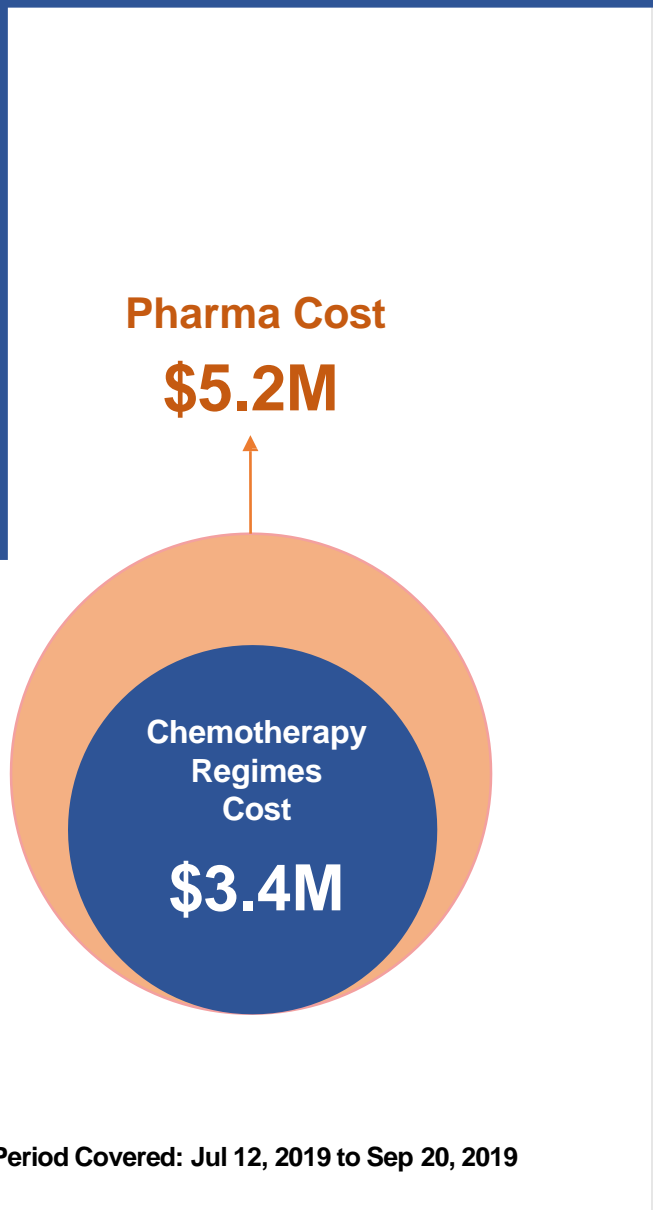 Pharma Cost
$5.2M
Chemotherapy
Regimes
Cost
$3.4M
Period Covered: Jul 12, 2019 to Sep 20, 2019